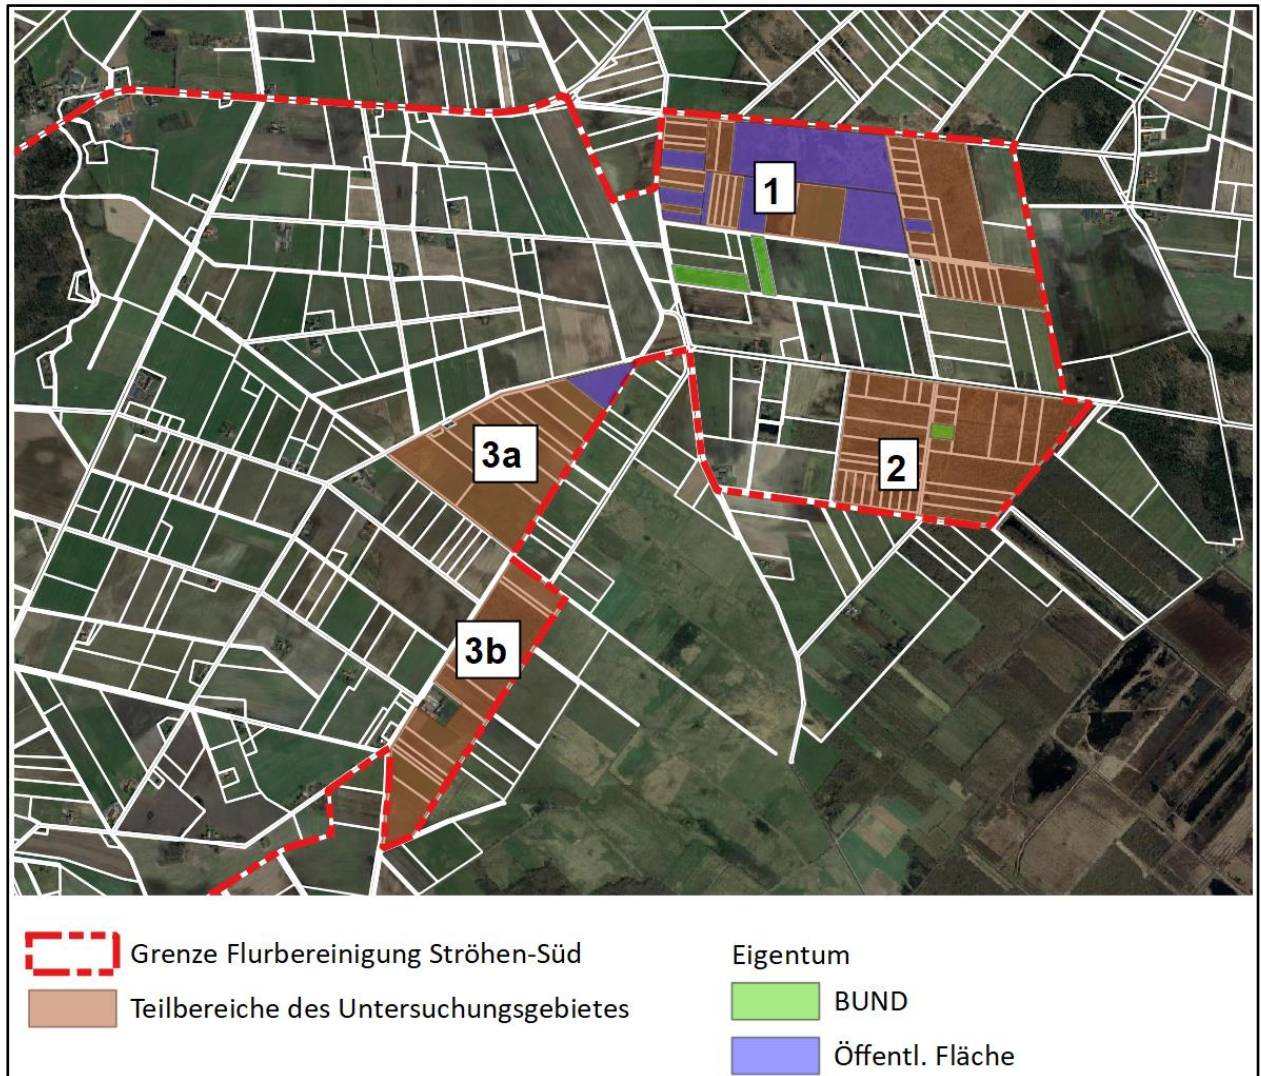 1
2
3a
3b
Grenze Flurbereinigung Ströhen-Süd
Teilbereiche des Untersuchungsgebietes
Eigentum
BUND
Öffentl. Fläche